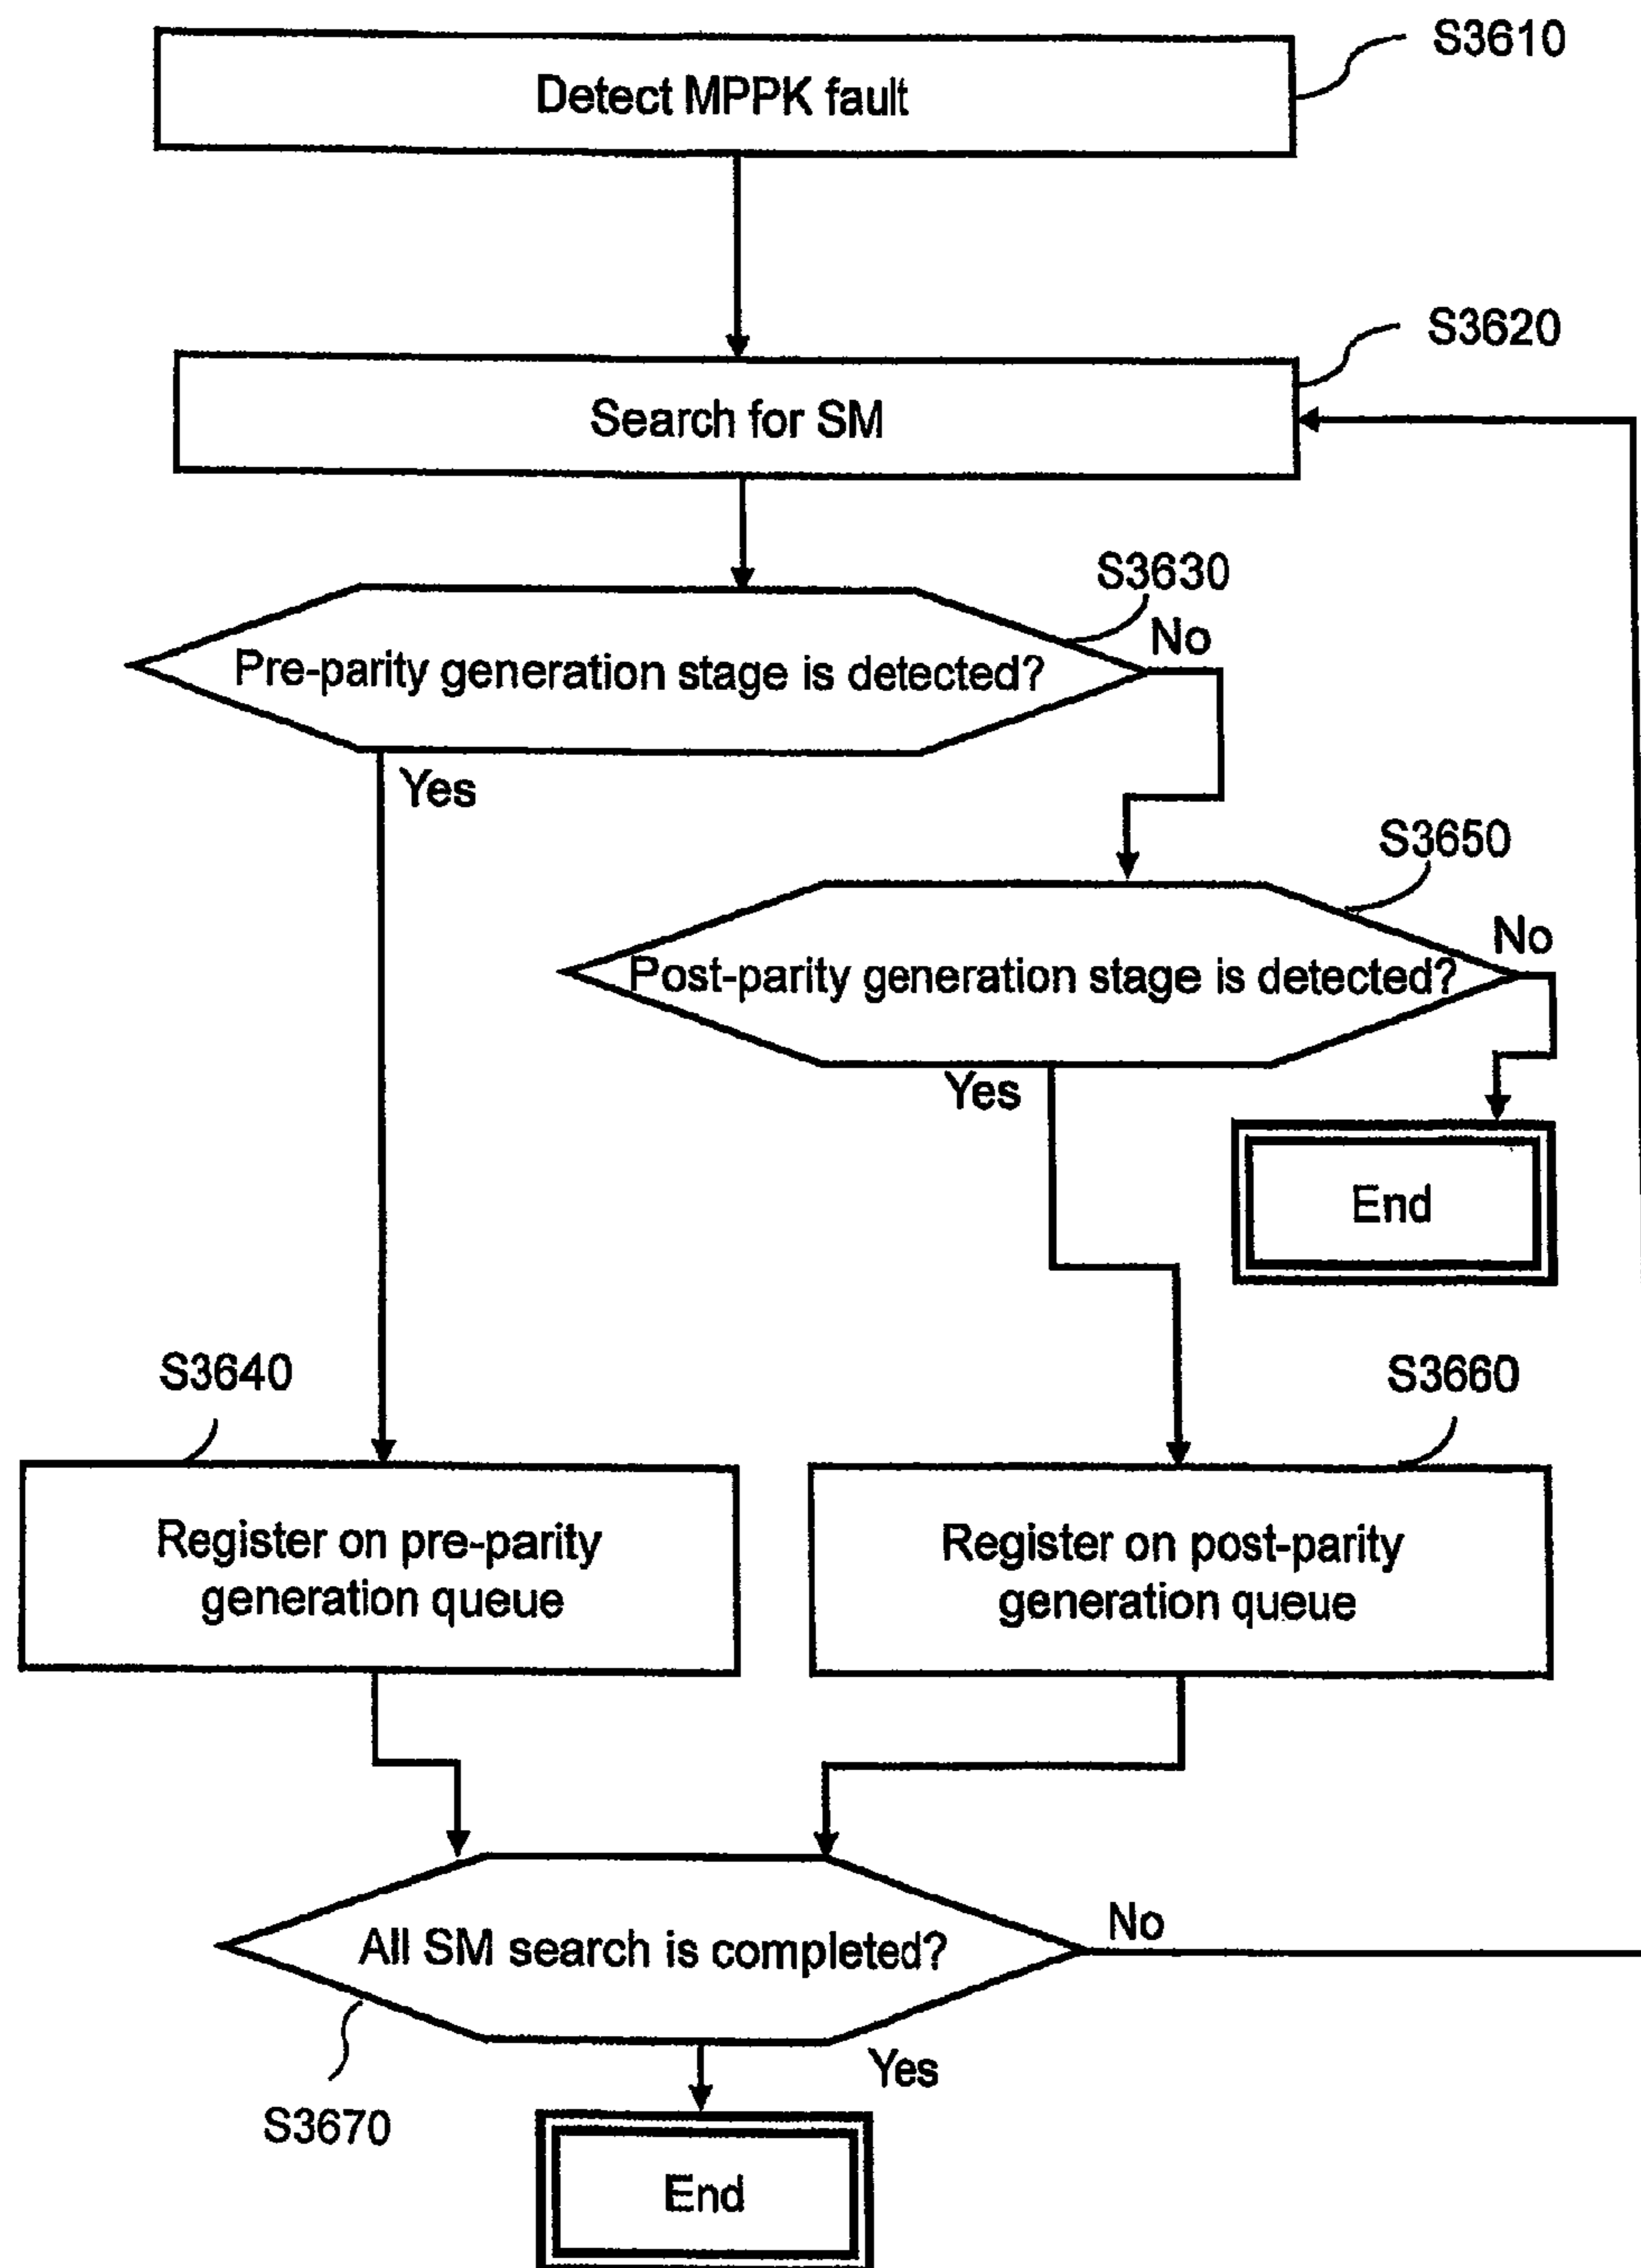 S3610
Detect MPPK fault
S3620
Search for SM
S3630
No
Pre-parity generation stage is detected?
Yes
S3650
No
Post-parity generation stage is detected?
Yes
End
S3640
S3660
Register on pre-parity
generation queue
Register on post-parity
generation queue
No
All SM search is completed?
Yes
S3670
End